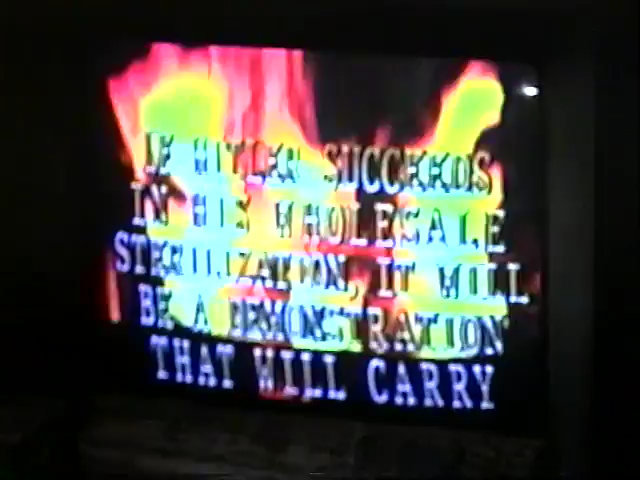 IF HITLER SUCCEEDS
IN HIS WHOLESALE
STERILIZATION, IT WILL
BE A DEMONSTRATION
THAT WILL CARRY